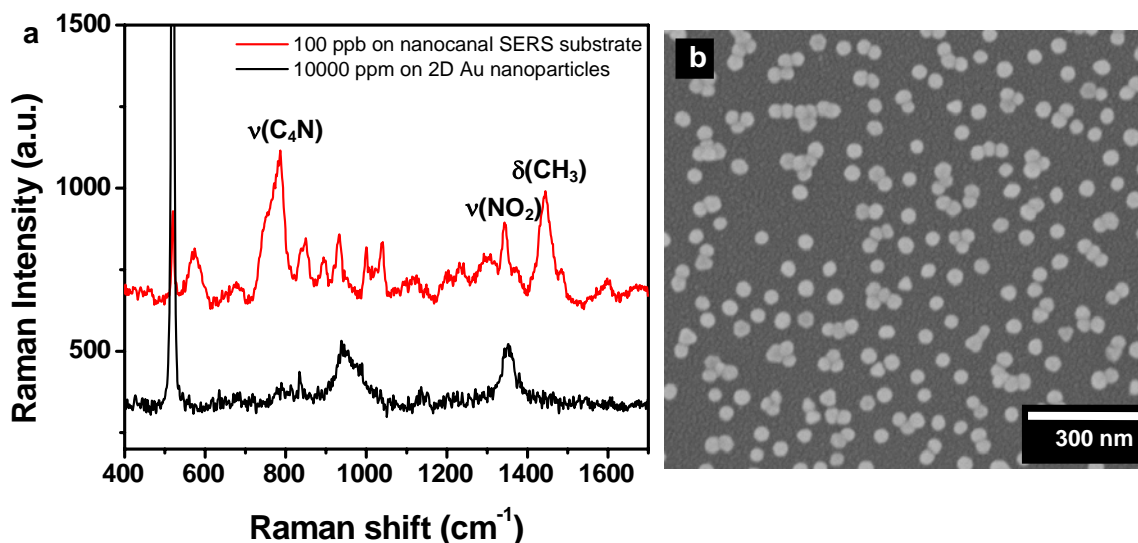 a
1500
1000
500
Raman Intensity (a.u.)
100 ppb on nanocanal SERS substrate
10000 ppm on 2D Au nanoparticles
ν(C₄N)
δ(CH₃)
ν(NO₂)
400 600 800 1000 1200 1400 1600
Raman shift (cm⁻¹)
b
300 nm